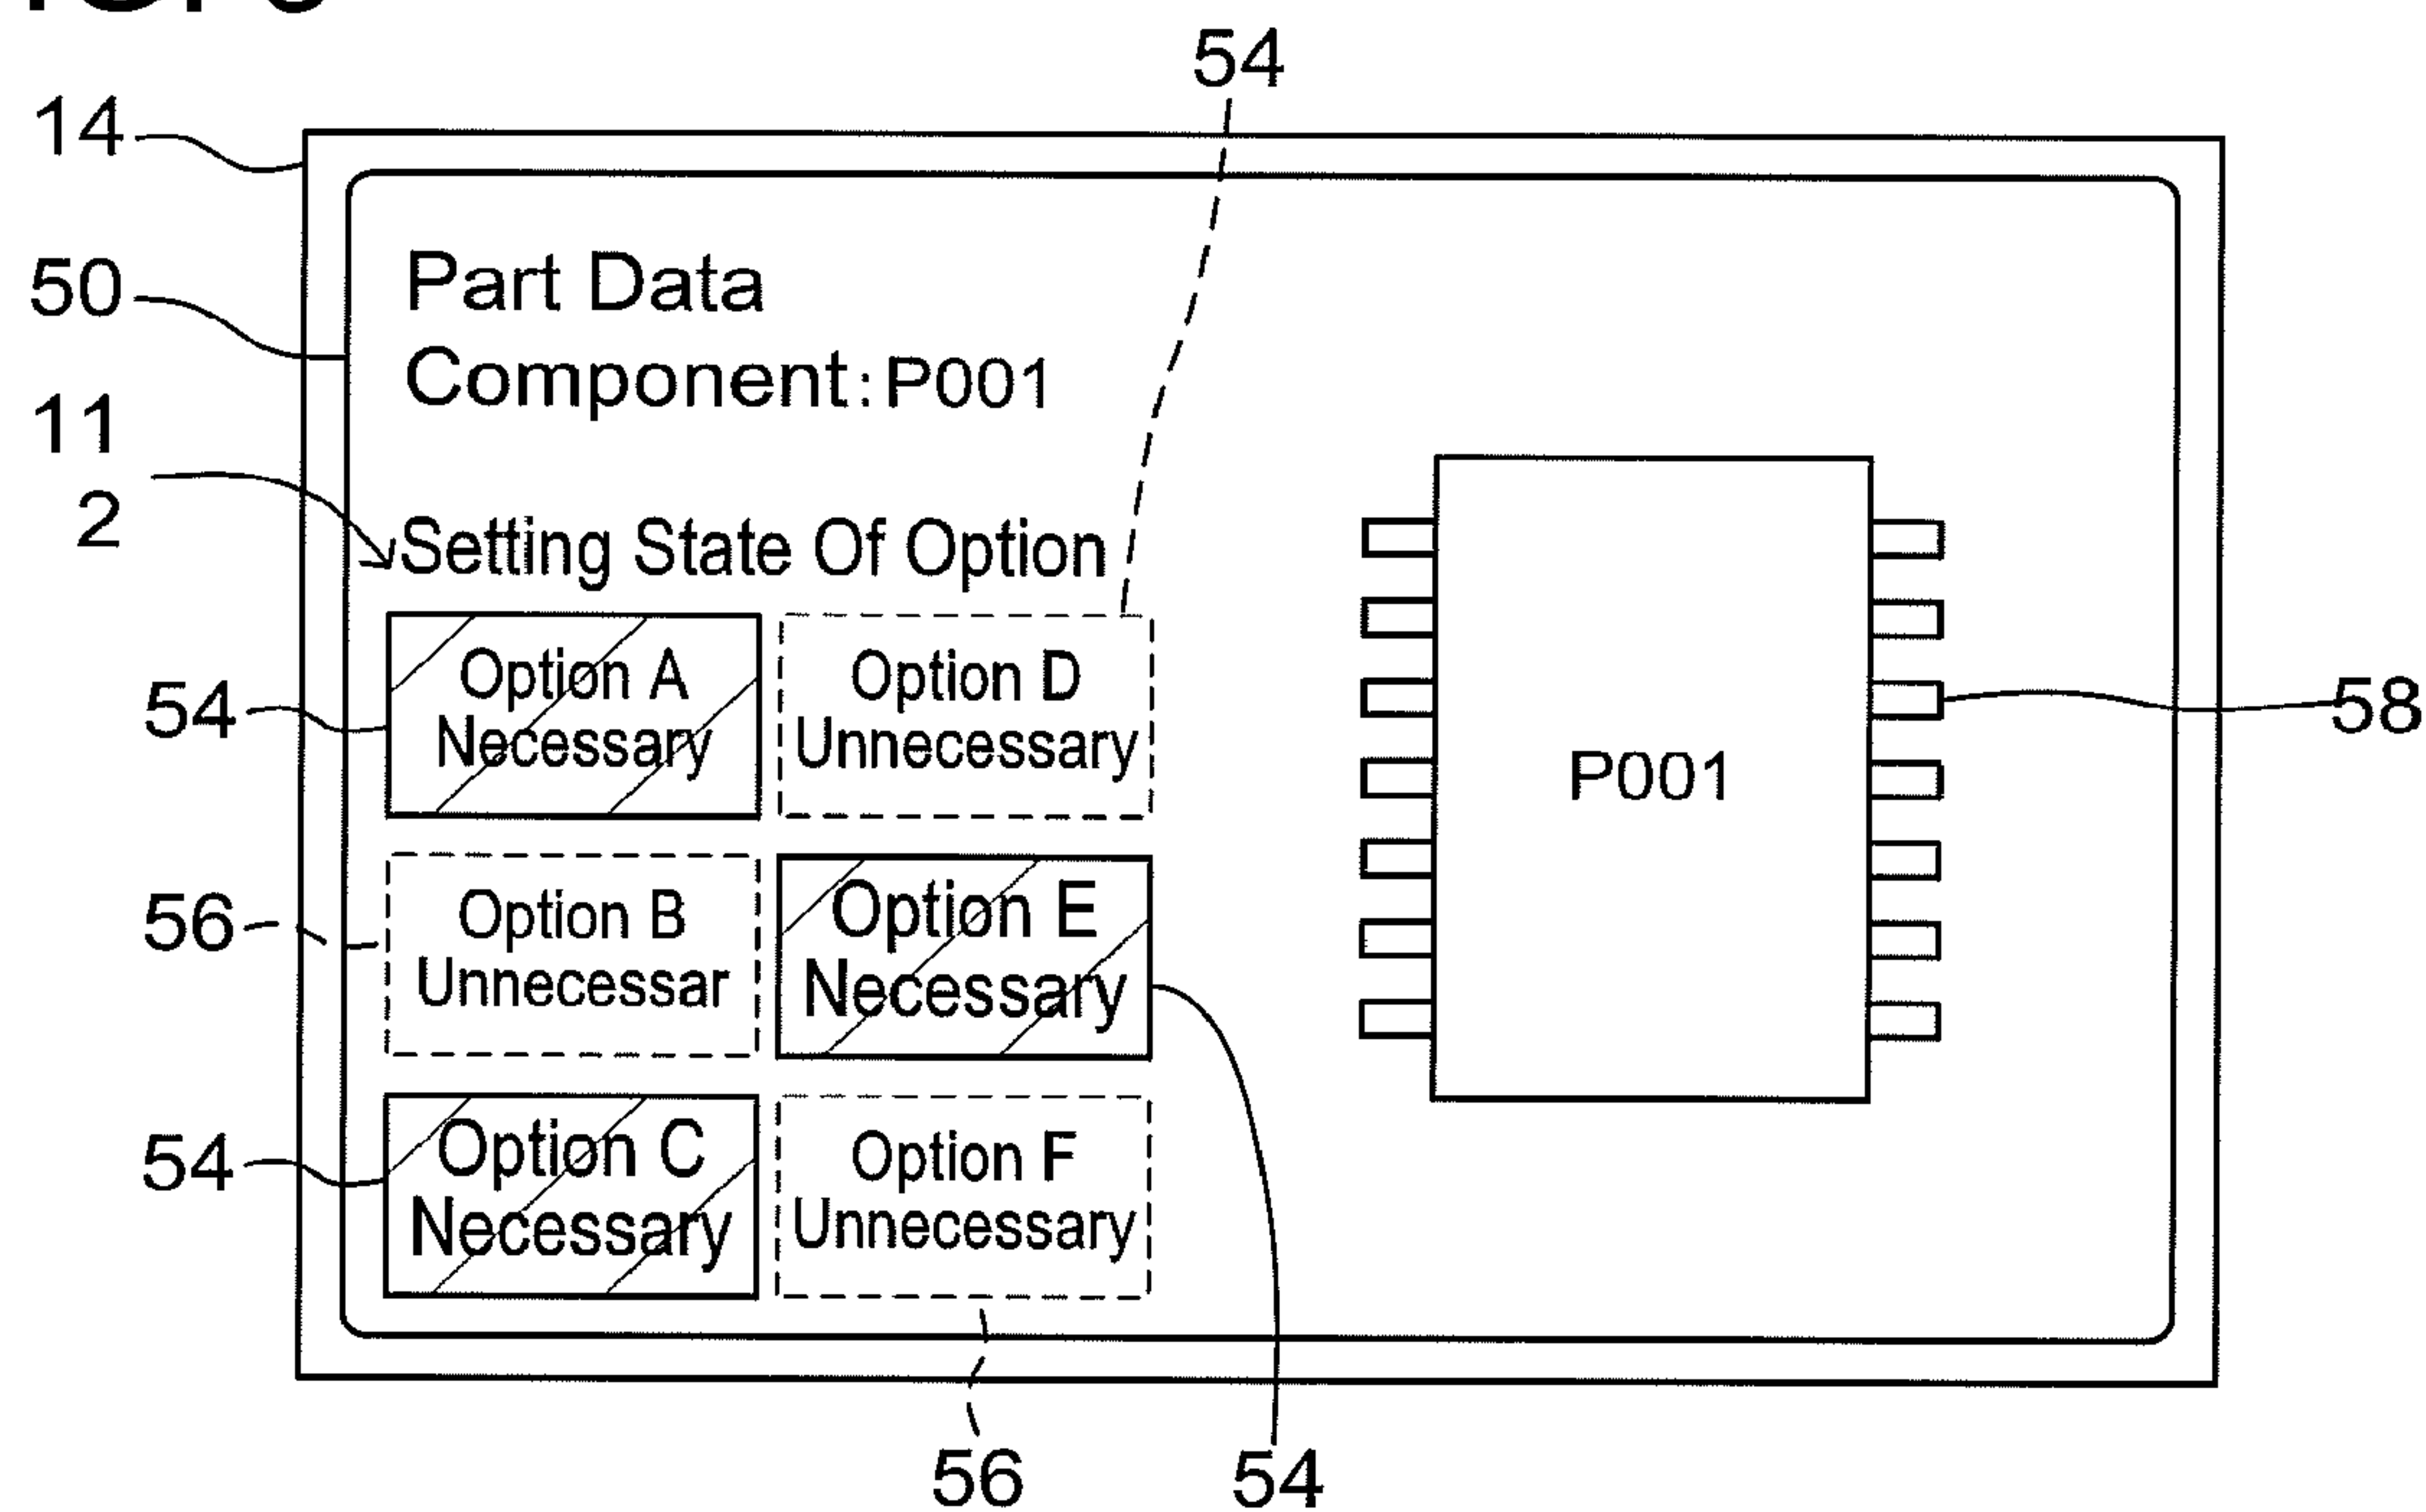 54
14
50
Part Data
Component:P001
11
2
Setting State Of Option
54
Option A
Necessary
Option D
Unnecessary
58
P001
56
Option B
Unnecessar
Option E
Necessary
54
Option C
Necessary
Option F
Unnecessary
56
54